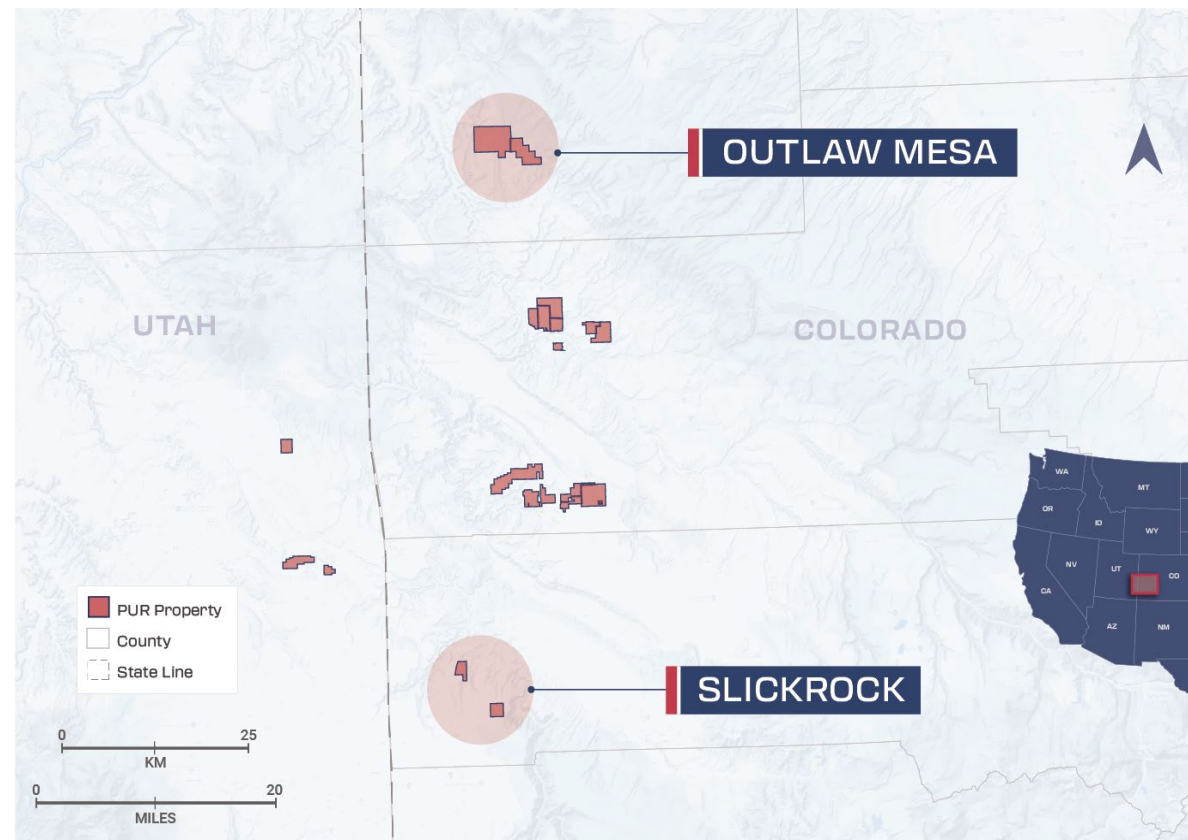 OUTLAW MESA
UTAH
COLORADO
WA
MT
OR
ID
WY
NV
UT
CO
CA
AZ
NM
PUR Property
County
State Line
SLICKROCK
0 25
KM
0 20
MILES